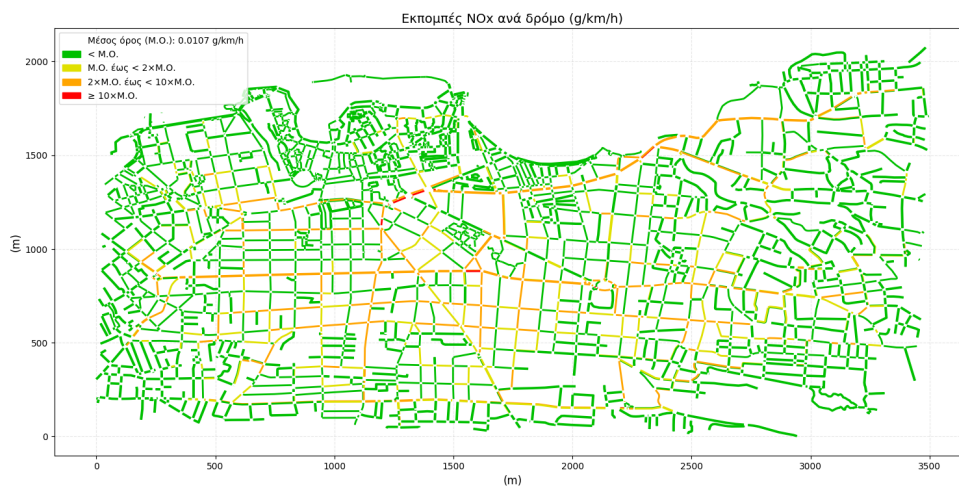 Εκπομπές NOx ανά δρόμο (g/km/h)
Μέσος όρος (Μ.Ο.): 0.0107 g/km/h
< Μ.Ο.
Μ.Ο. έως < 2×Μ.Ο.
2×Μ.Ο. έως < 10×Μ.Ο.
≥ 10×Μ.Ο.
2000
1500
1000
500
0
(m)
0 500 1000 1500 2000 2500 3000 3500
(m)